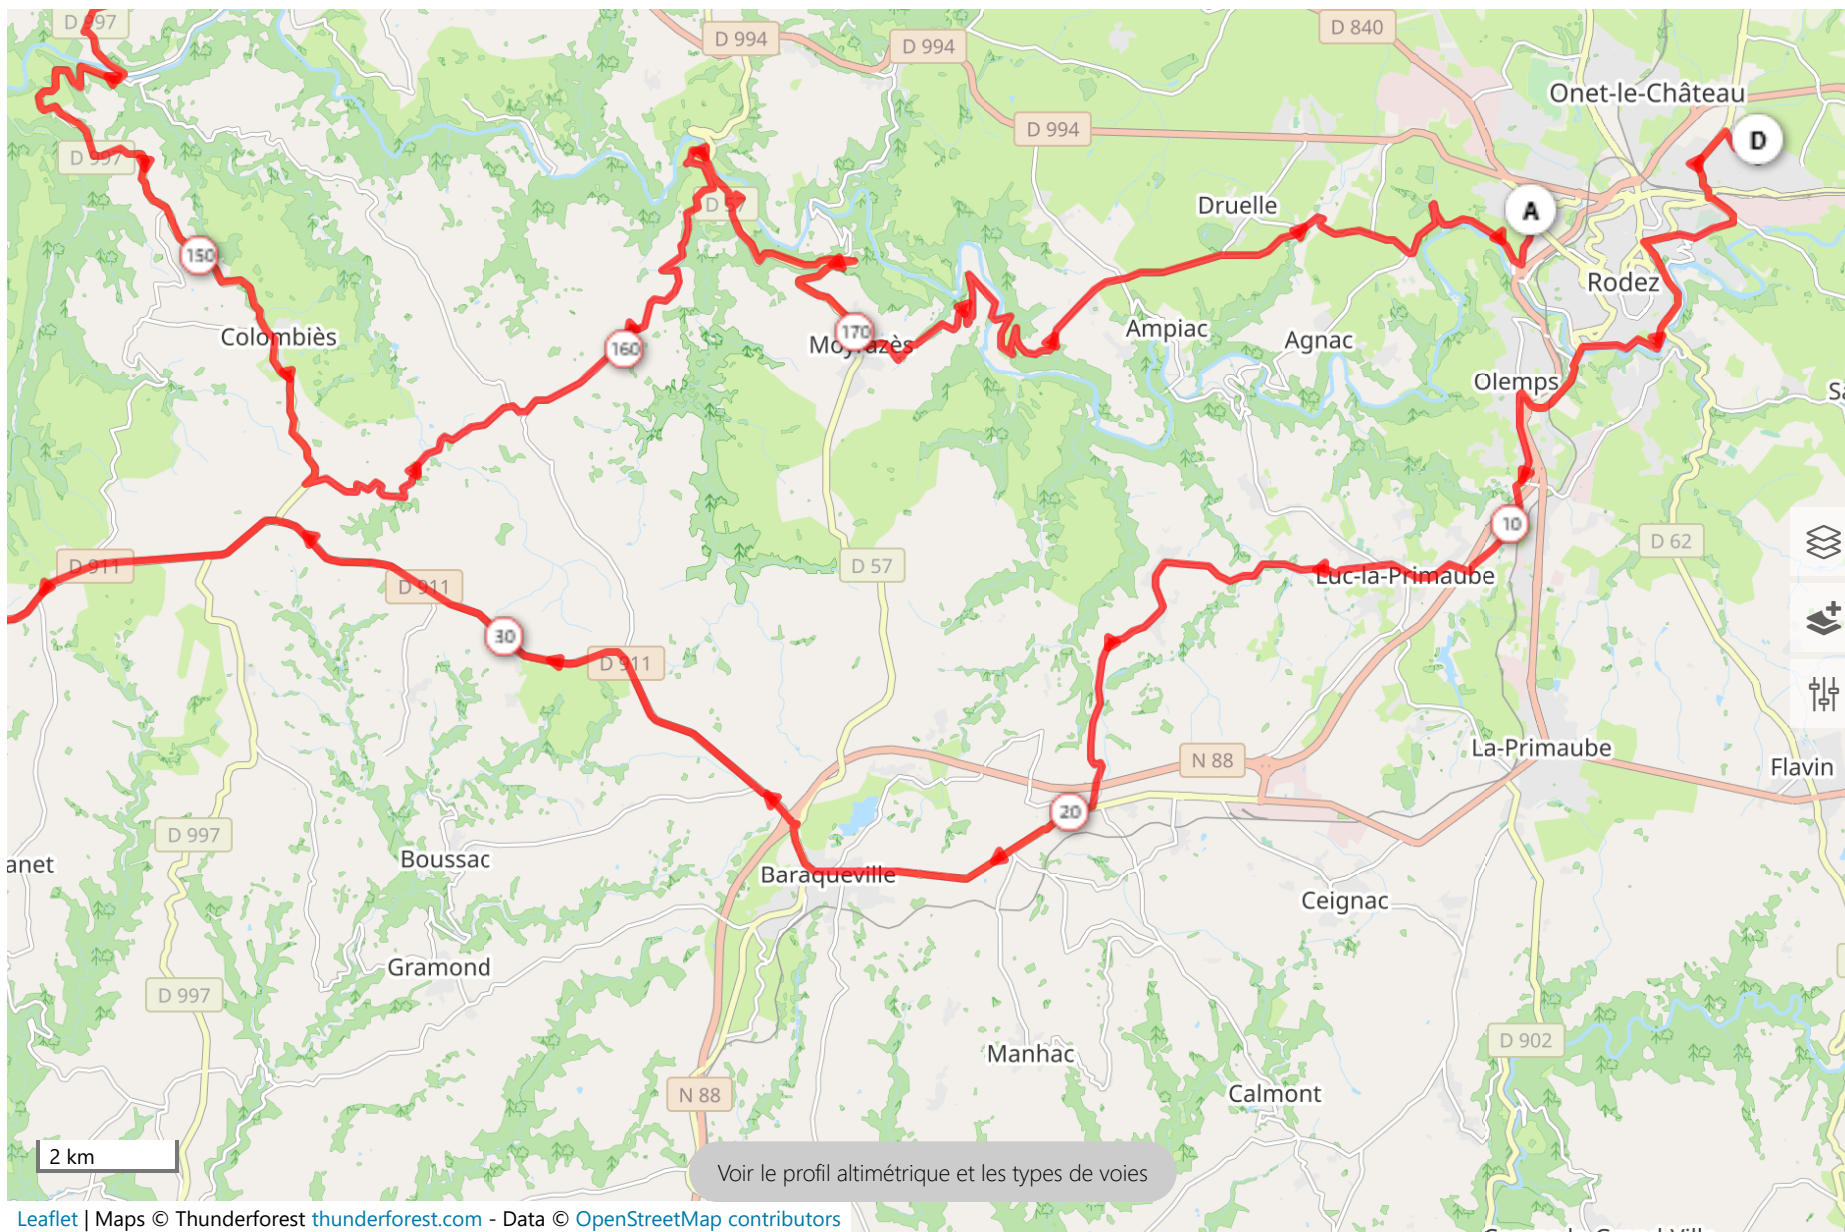 D 997
D 994
D 994
D 840
Onet-le-Château
D 994
D
D 997
Druelle
A
D 57
150
Rodez
Colombiès
Ampiac
Agnac
160
170
Moyrazès
Olemps
10
D 62
D 911
D 911
D 57
Luc-la-Primaube
30
D 911
N 88
La-Primaube
Flavin
20
D 997
anet
Boussac
Baraqueville
Ceignac
Gramond
D 997
D 902
Manhac
Calmont
N 88
2 km
Voir le profil altimétrique et les types de voies
Leaflet | Maps © Thunderforest thunderforest.com - Data © OpenStreetMap contributors